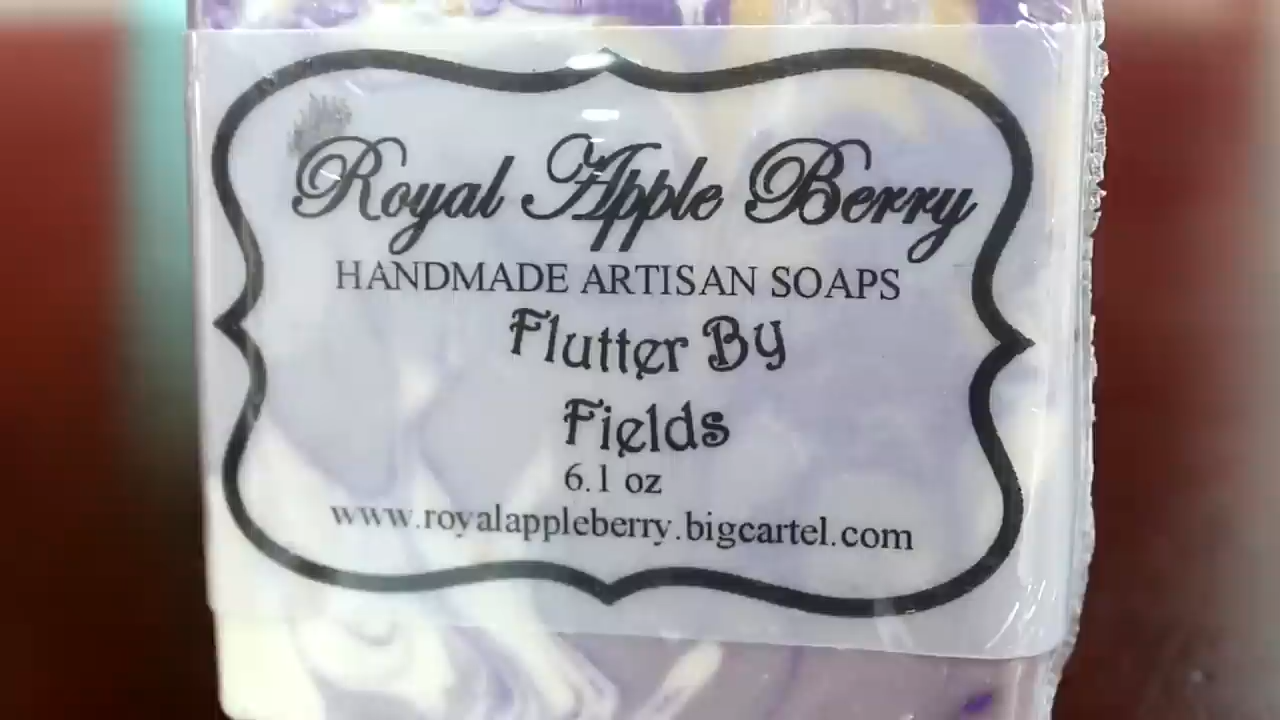 Royal Apple Berry
HANDMADE ARTISAN SOAPS
Flutter By
Fields
6.1 oz
www.royalappleberry.bigcartel.com